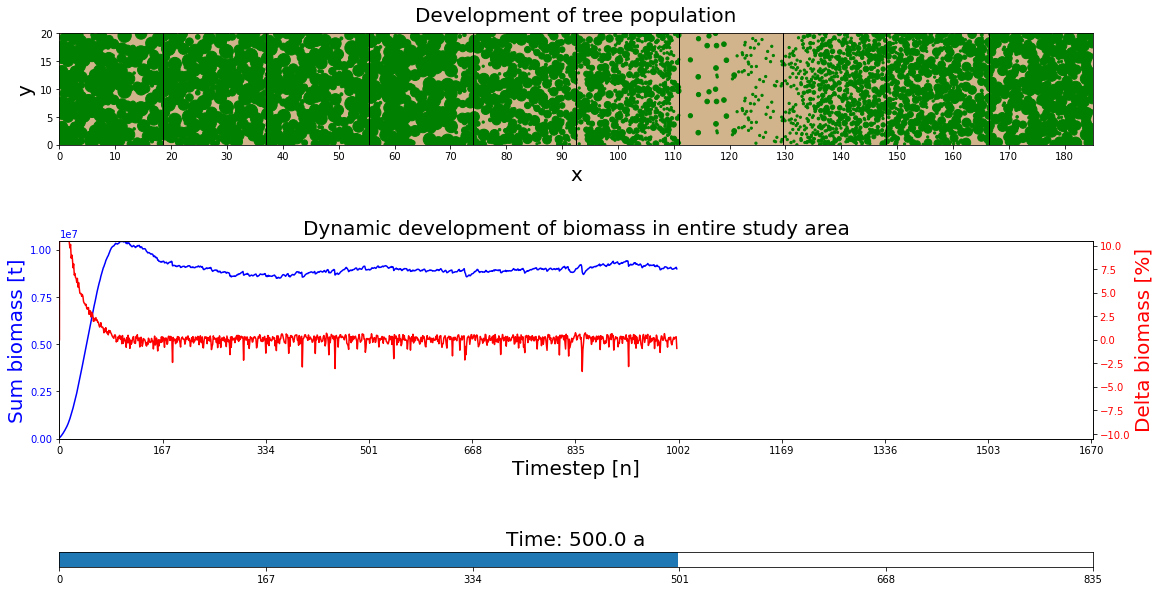 Development of tree population
20
15
10
5
0
y
0 10 20 30 40 50 60 70 80 90 100 110 120 130 140 150 160 170 180
x
Dynamic development of biomass in entire study area
1e7
1.00
0.75
0.50
0.25
0.00
Sum biomass [t]
10.0
7.5
5.0
2.5
0.0
−2.5
−5.0
−7.5
−10.0
Delta biomass [%]
0 167 334 501 668 835 1002 1169 1336 1503 1670
Timestep [n]
Time: 500.0 a
0 167 334 501 668 835